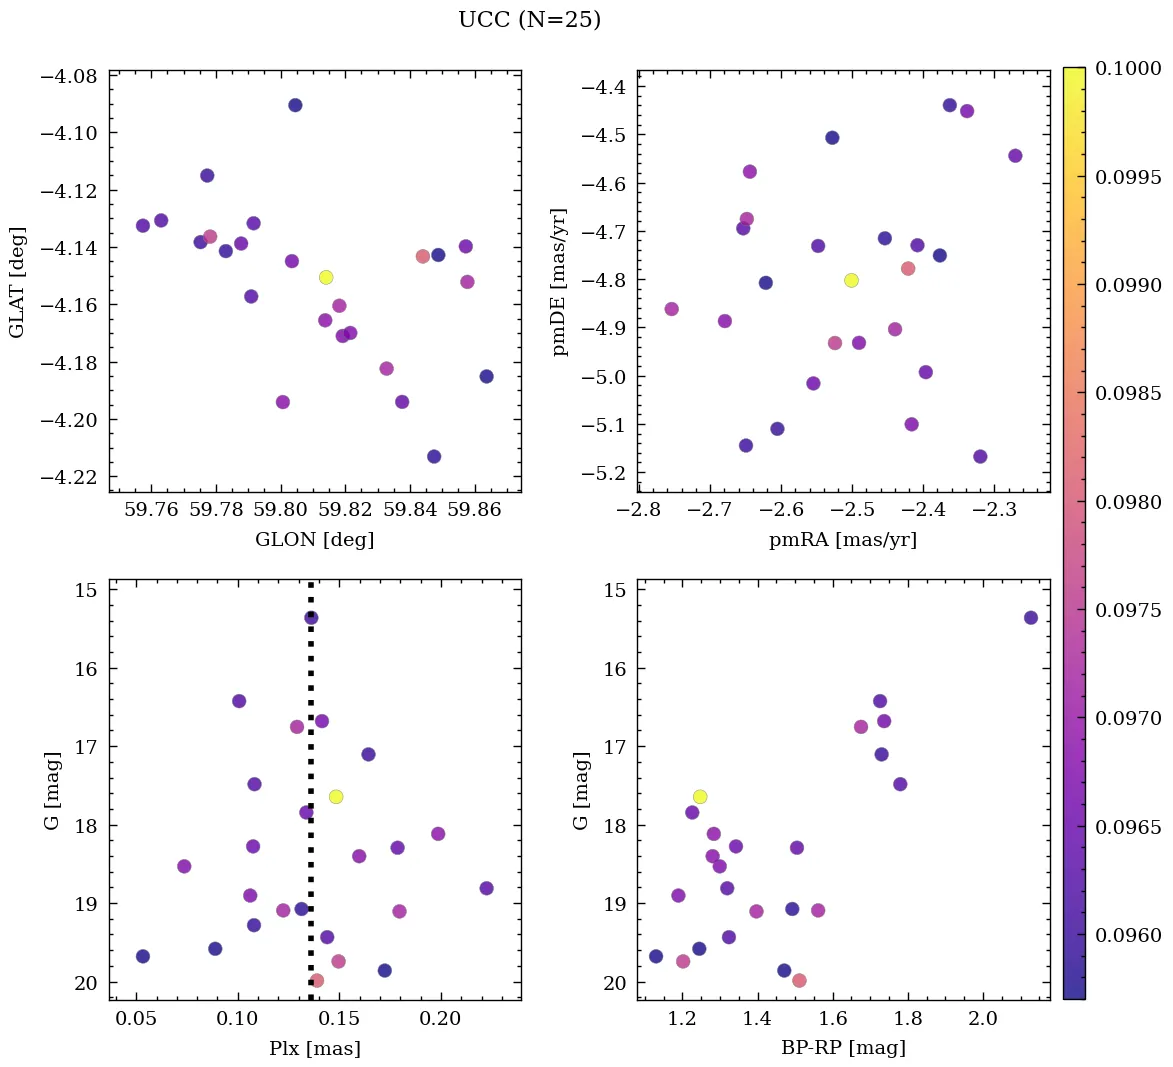 UCC (N=25)
−4.08
−4.10
−4.12
−4.14
−4.16
−4.18
−4.20
−4.22
GLAT [deg]
59.76 59.78 59.80 59.82 59.84 59.86
GLON [deg]
−4.4
−4.5
−4.6
−4.7
−4.8
−4.9
−5.0
−5.1
−5.2
pmDE [mas/yr]
−2.8 −2.7 −2.6 −2.5 −2.4 −2.3
pmRA [mas/yr]
15
16
17
18
19
20
G [mag]
0.05 0.10 0.15 0.20
Plx [mas]
15
16
17
18
19
20
G [mag]
1.2 1.4 1.6 1.8 2.0
BP-RP [mag]
0.1000
0.0995
0.0990
0.0985
0.0980
0.0975
0.0970
0.0965
0.0960